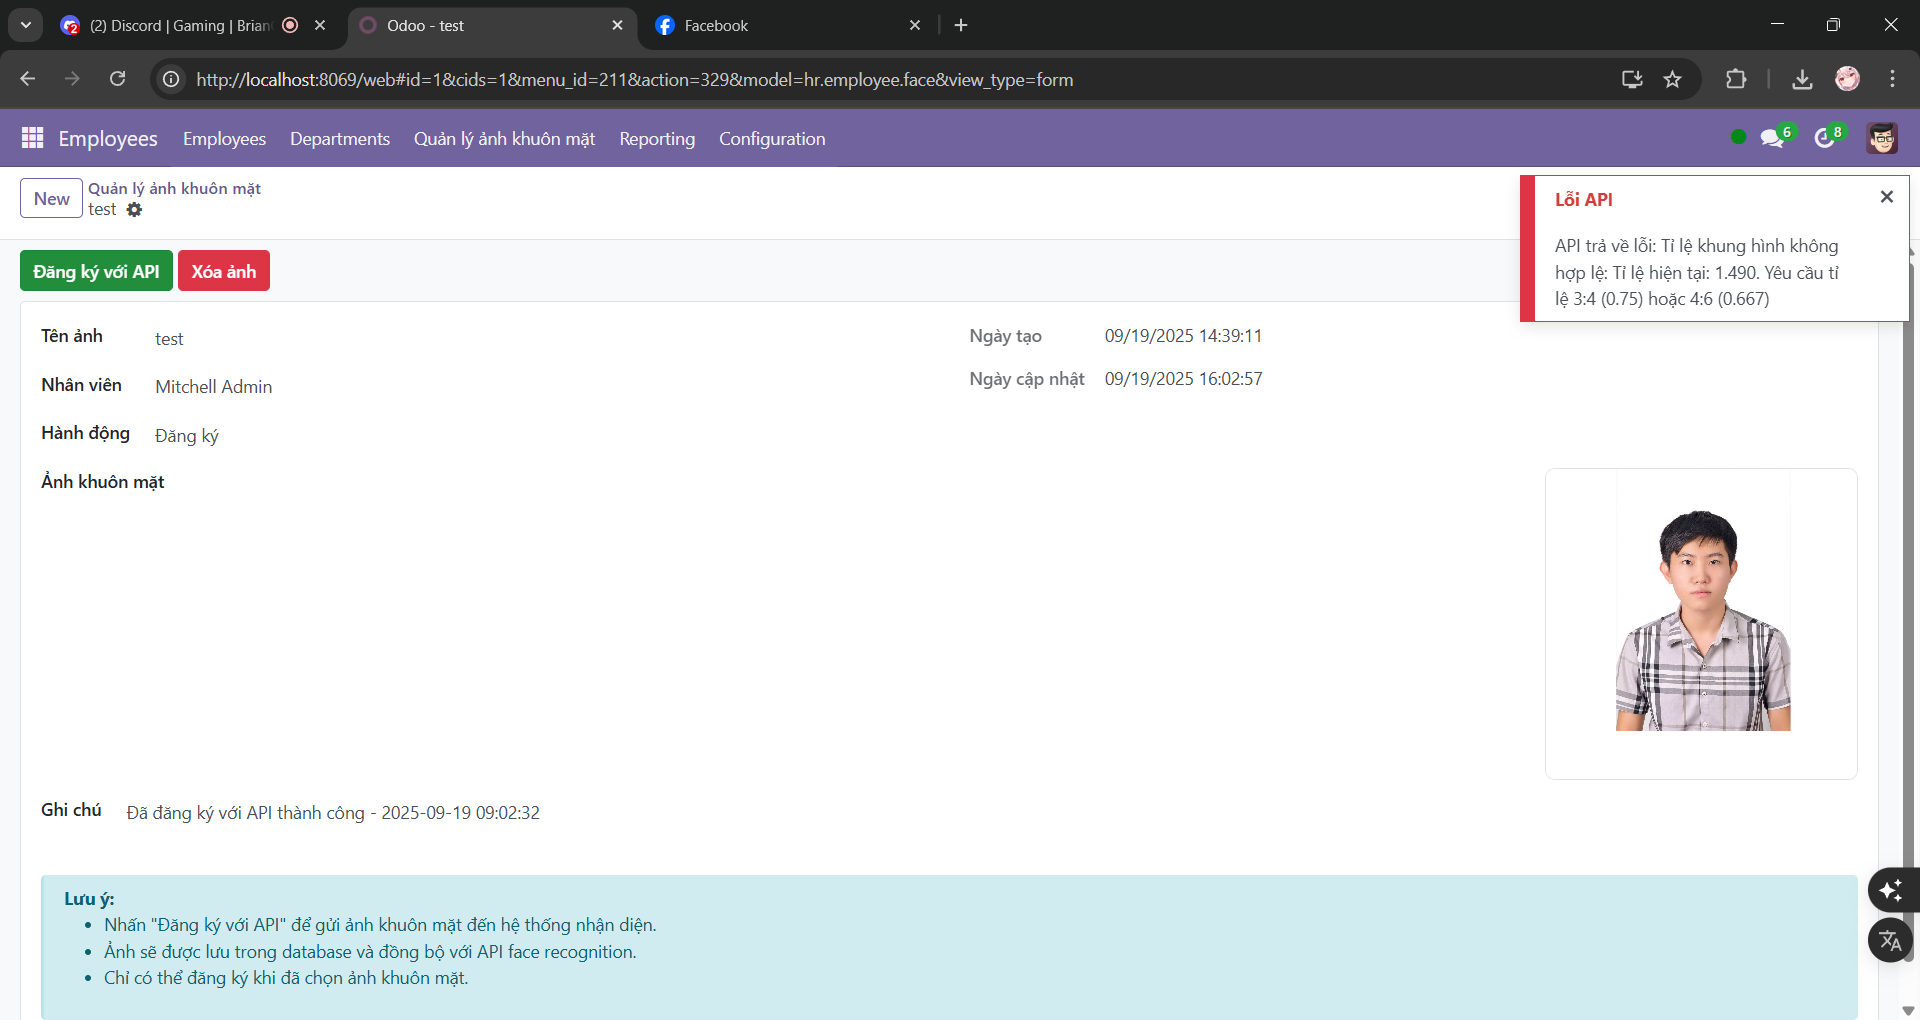 (2) Discord | Gaming | Brian
Odoo - test
Facebook
http://localhost:8069/web#id=1&cids=1&menu_id=211&action=329&model=hr.employee.face&view_type=form
Employees
Employees
Departments
Quản lý ảnh khuôn mặt
Reporting
Configuration
6
8
New
Quản lý ảnh khuôn mặt
test
Lỗi API
API trả về lỗi: Tỉ lệ khung hình không
hợp lệ: Tỉ lệ hiện tại: 1.490. Yêu cầu tỉ
lệ 3:4 (0.75) hoặc 4:6 (0.667)
Đăng ký với API
Xóa ảnh
Tên ảnh
test
Ngày tạo
09/19/2025 14:39:11
Nhân viên
Mitchell Admin
Ngày cập nhật
09/19/2025 16:02:57
Hành động
Đăng ký
Ảnh khuôn mặt
Ghi chú
Đã đăng ký với API thành công - 2025-09-19 09:02:32
Lưu ý:
• Nhấn "Đăng ký với API" để gửi ảnh khuôn mặt đến hệ thống nhận diện.
• Ảnh sẽ được lưu trong database và đồng bộ với API face recognition.
• Chỉ có thể đăng ký khi đã chọn ảnh khuôn mặt.